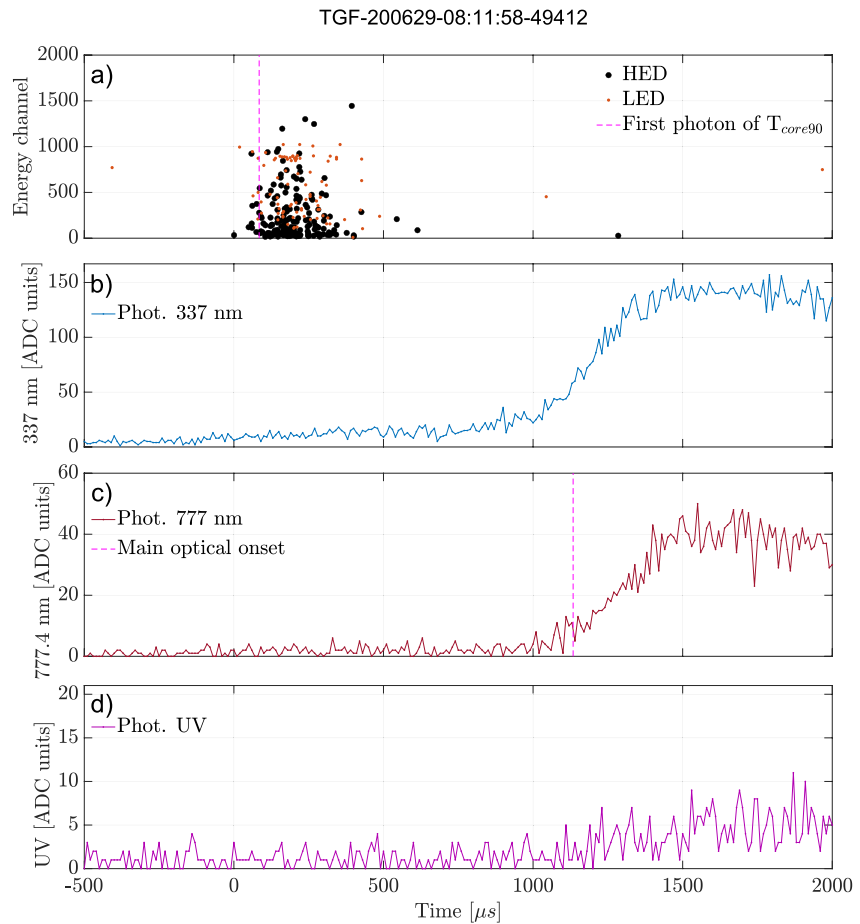 TGF-200629-08:11:58-49412
a)
HED
LED
First photon of T_core90
Energy channel
2000
1500
1000
500
0
b)
Phot. 337 nm
337 nm [ADC units]
150
100
50
0
c)
Phot. 777 nm
Main optical onset
777.4 nm [ADC units]
60
40
20
0
d)
Phot. UV
UV [ADC units]
20
15
10
5
0
-500 0 500 1000 1500 2000
Time [μs]